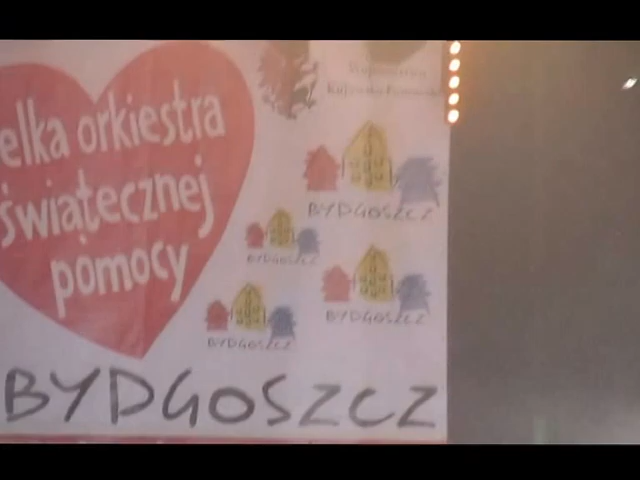 elka orkiestra
świątecznej
pomocy
BYDGOSZCZ
BYDGOSZCZ
BYDGOSZCZ
BYDGOSZCZ
BYDGOSZCZ